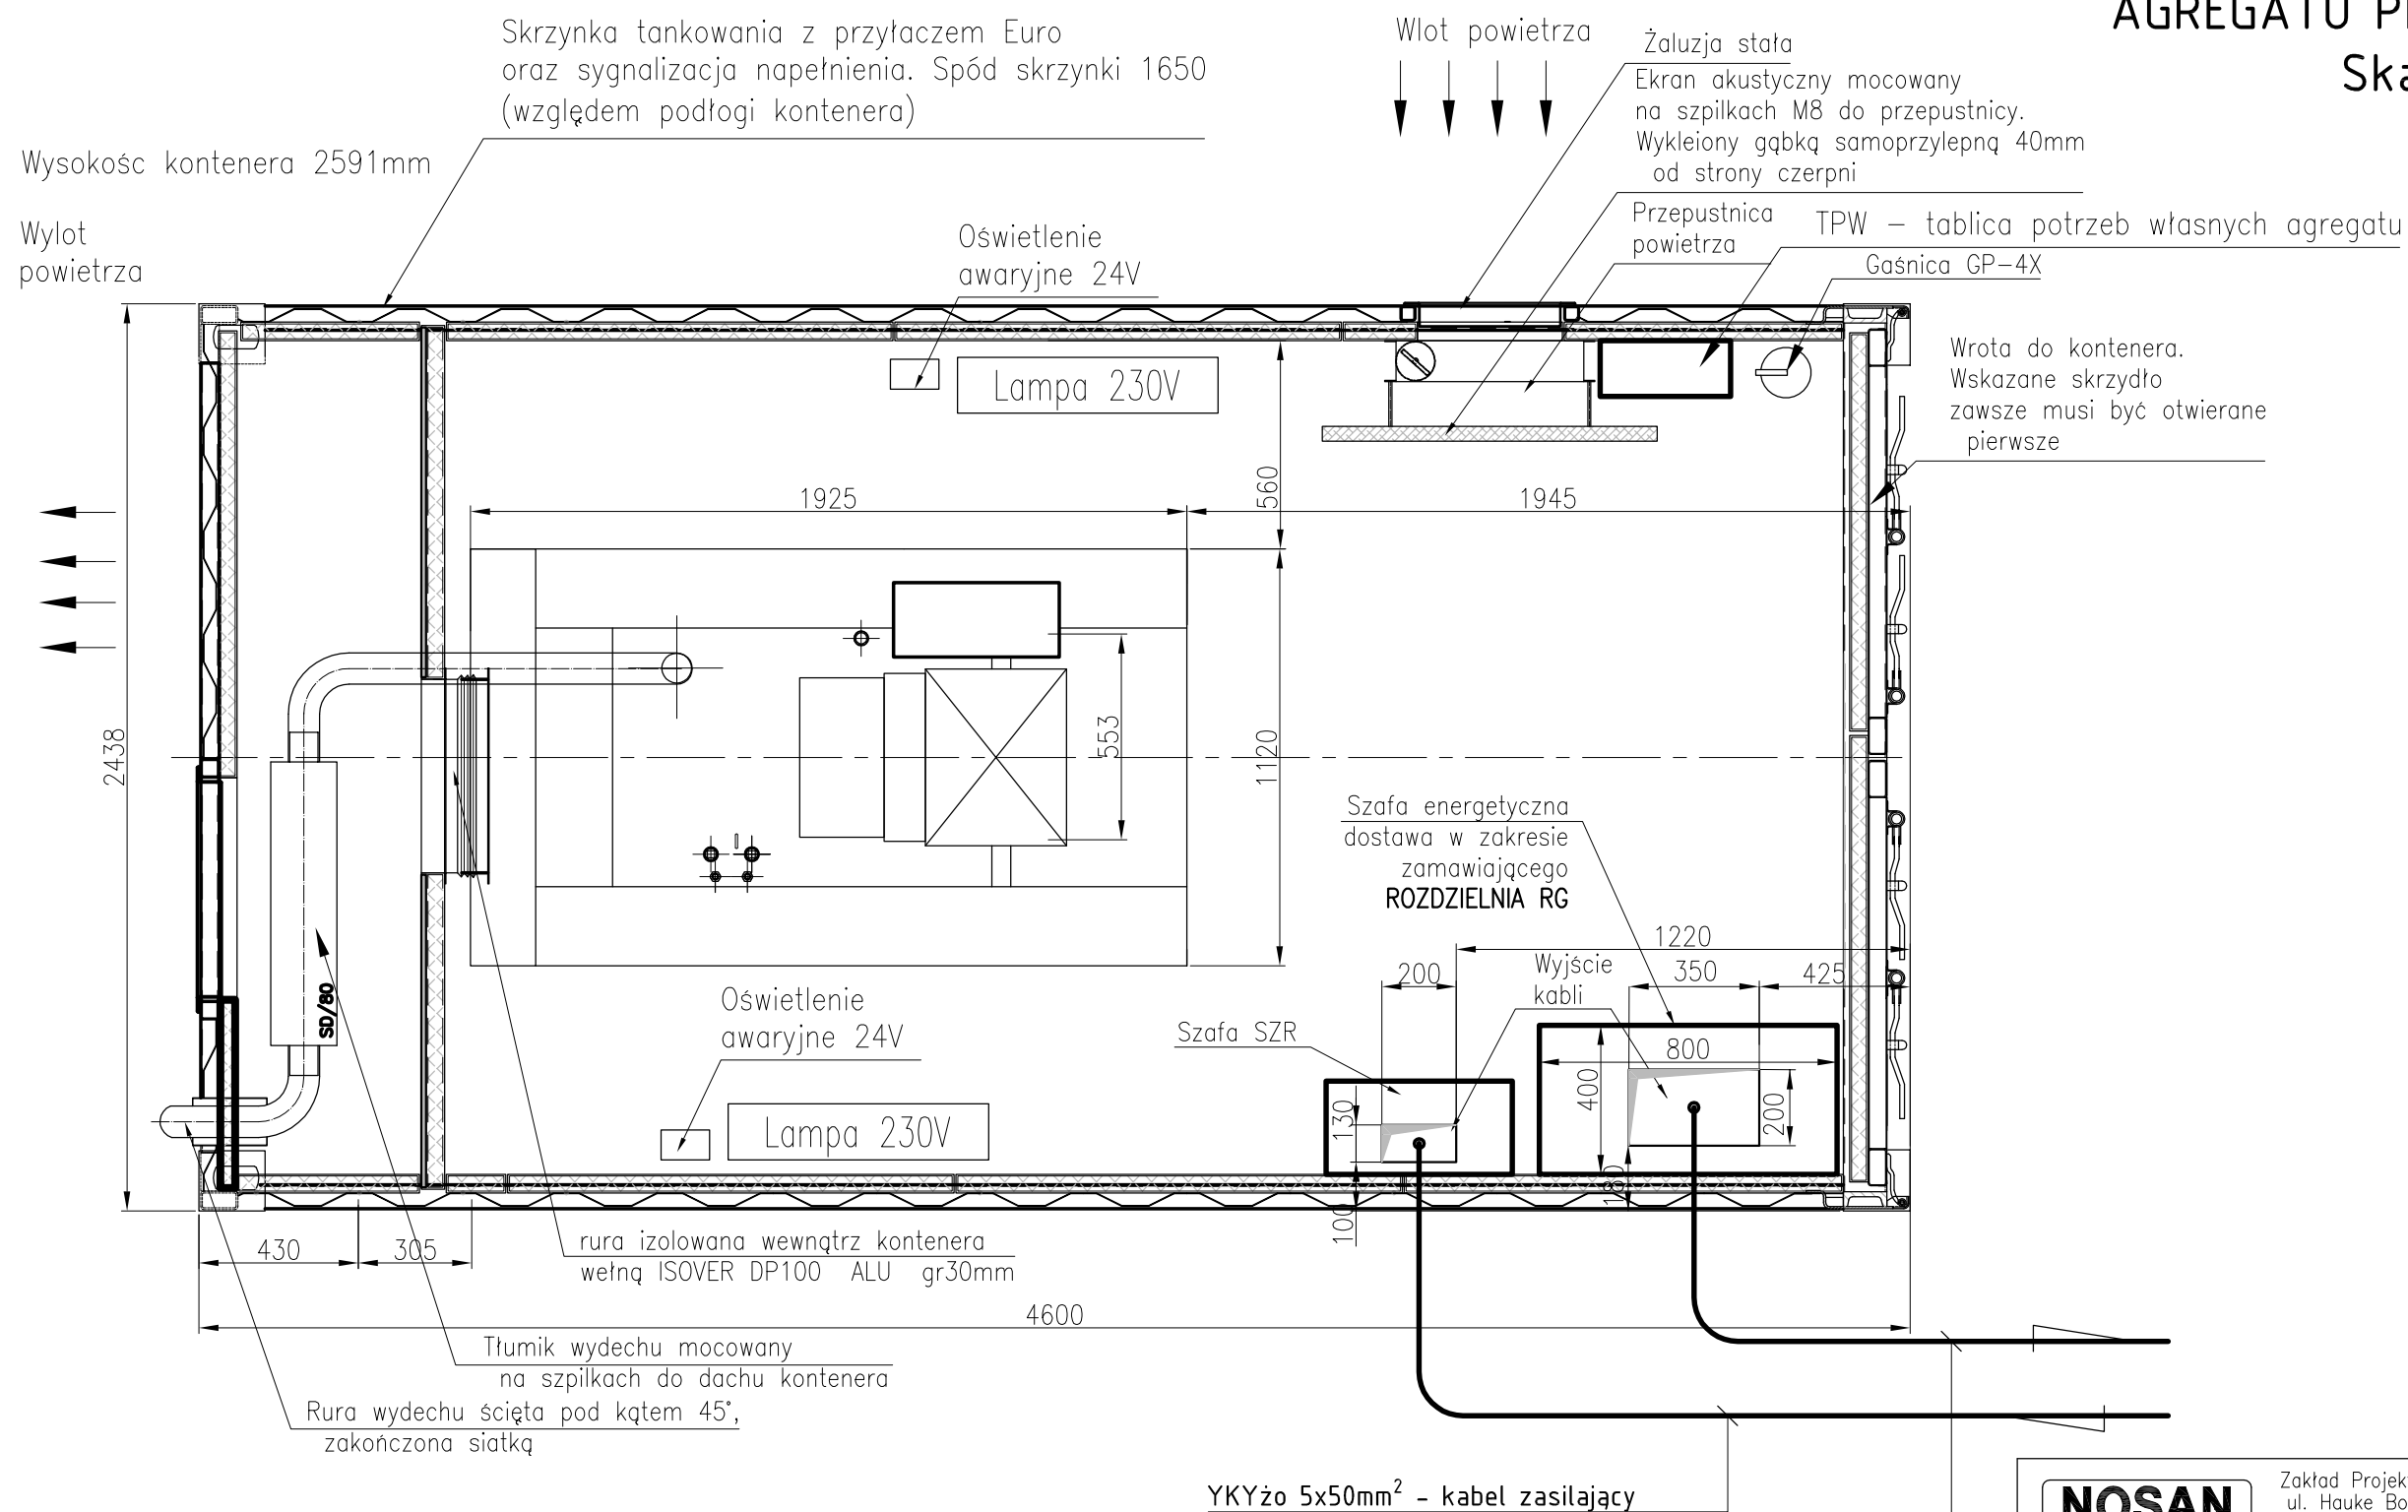 AGREGATU
Skrzynka tankowania z przyłaczem Euro
oraz sygnalizacja napełnienia. Spód skrzynki 1650
(względem podłogi kontenera)
Wlot powietrza
Żaluzja stała
Ekran akustyczny mocowany
na szpilkach M8 do przepustnicy.
Wykleiony gąbką samoprzylepną 40mm
od strony czerpni
Wysokośc kontenera 2591mm
Wylot
powietrza
Oświetlenie
awaryjne 24V
Przepustnica
powietrza
TPW – tablica potrzeb własnych agregatu
Gaśnica GP-4X
Wrota do kontenera.
Wskazane skrzydło
zawsze musi być otwierane
pierwsze
Lampa 230V
1925
560
1945
2438
553
1120
Szafa energetyczna
dostawa w zakresie
zamawiającego
ROZDZIELNIA RG
1220
200
Wyjście
kabli
350
425
SD/80
Oświetlenie
awaryjne 24V
Szafa SZR
800
400
200
130
Lampa 230V
180
100
430
305
rura izolowana wewnątrz kontenera
wełną ISOVER DP100 ALU gr30mm
4600
Tłumik wydechu mocowany
na szpilkach do dachu kontenera
Rura wydechu ścięta pod kątem 45°,
zakończona siatką
YKYżo 5x50mm² - kabel zasilający
NOSAN
Zakład
ul. Hauke